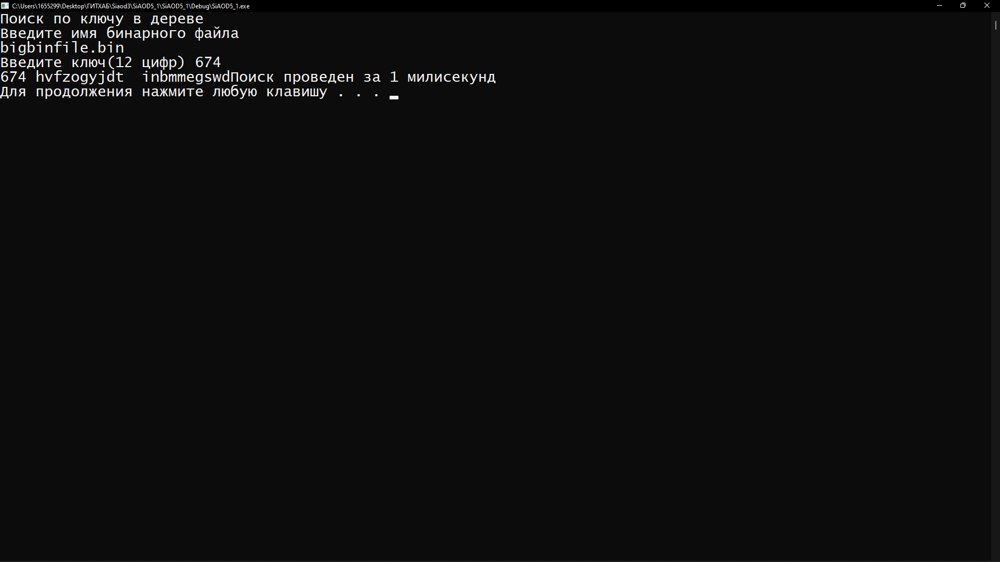 C:\Users\1655299\Desktop\ГИТХАБ\Siaod3\SiAOD5_1\SiAOD5_1\Debug\SiAOD5_1.exe
Поиск по ключу в дереве
Введите имя бинарного файла
bigbinfile.bin
Введите ключ(12 цифр) 674
674 hvfzogyjdt  inbmmegswdПоиск проведен за 1 милисекунд
Для продолжения нажмите любую клавишу . . .